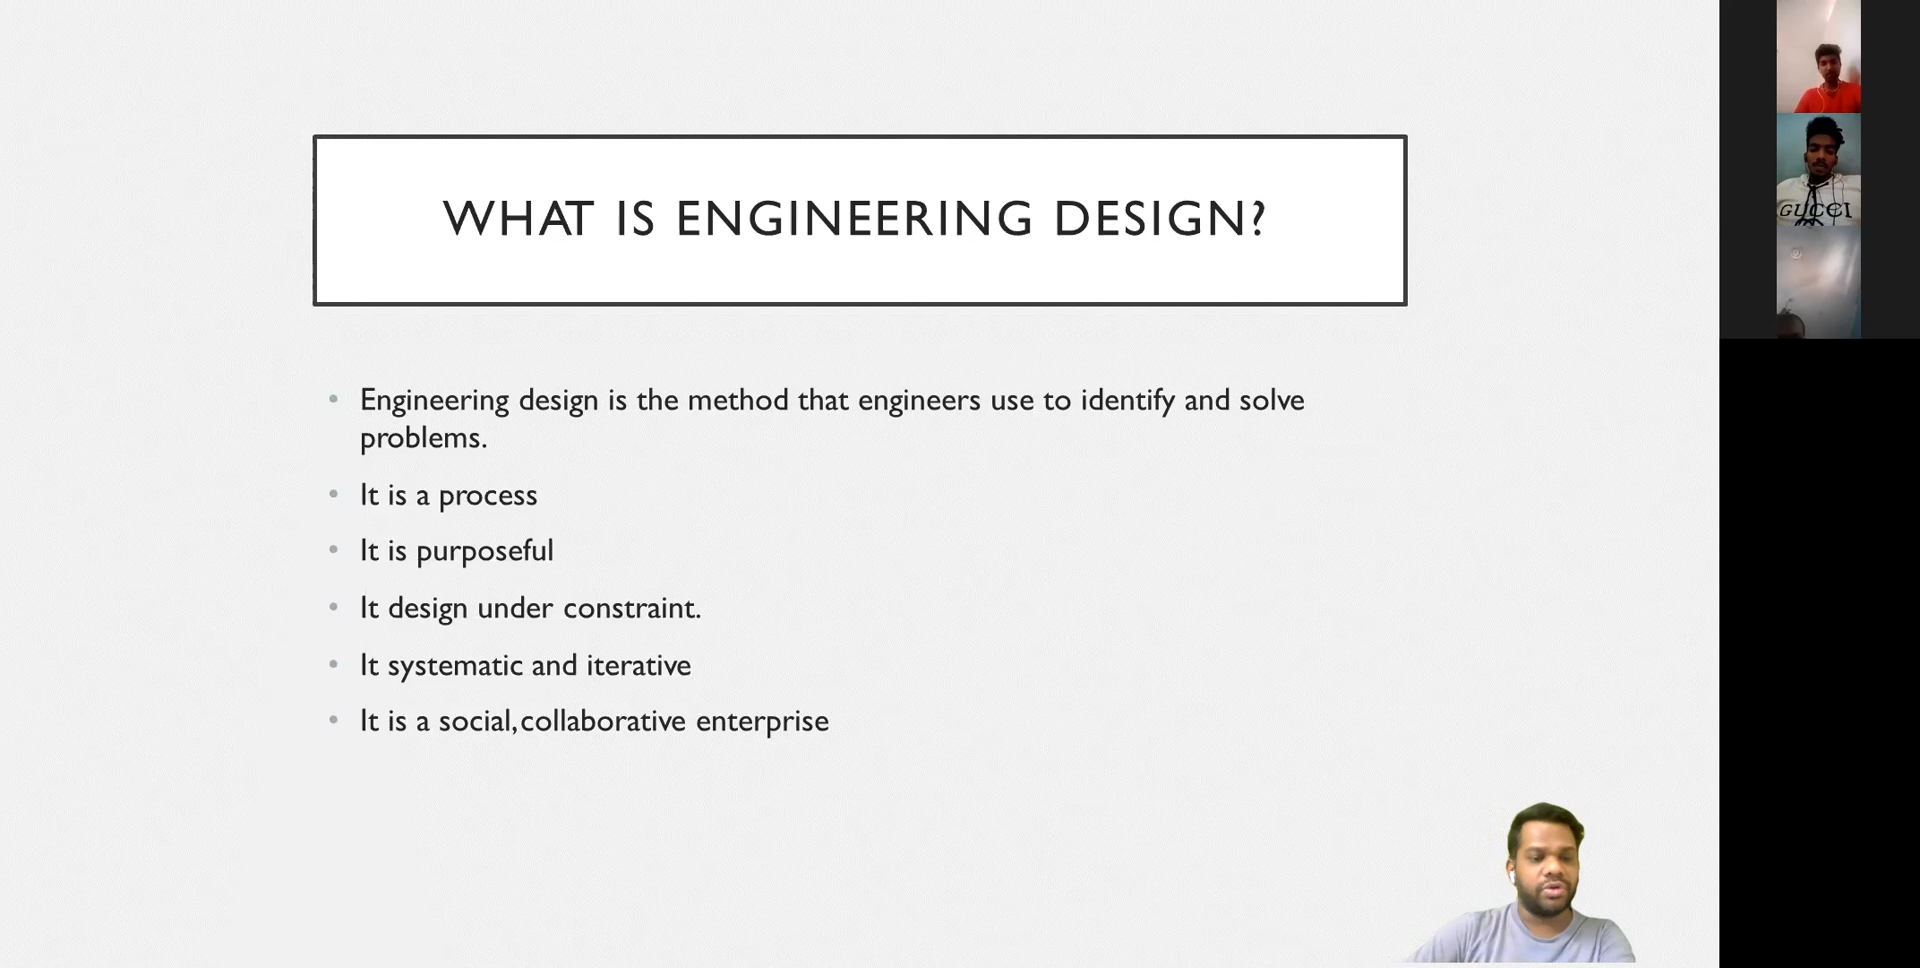 WHAT IS ENGINEERING DESIGN?
• Engineering design is the method that engineers use to identify and solve
problems.
• It is a process
• It is purposeful
• It design under constraint.
• It systematic and iterative
• It is a social,collaborative enterprise
GUCCI